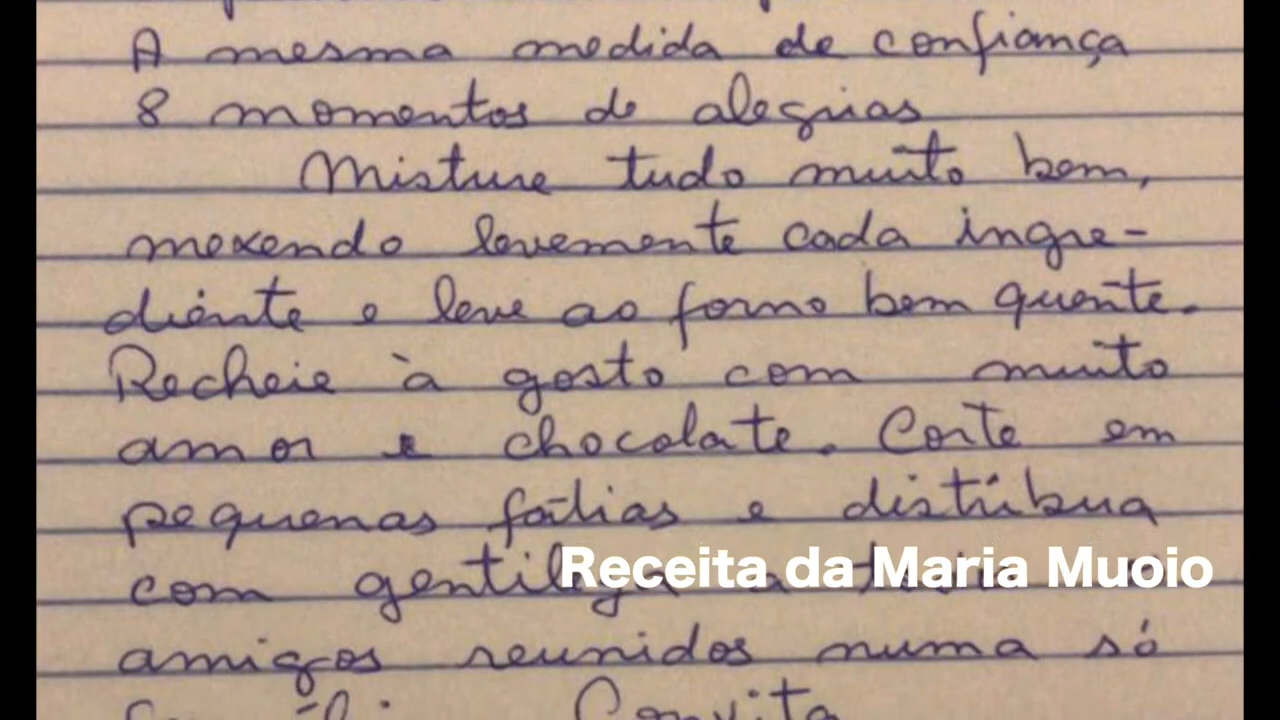 A mesma medida de confiança
8 momentos de alegrias
Misture tudo muito bem,
mexendo levemente cada ingre-
diente e leve ao forno bem quente.
Recheie à gosto com muito
amor e chocolate. Corte em
pequenas fatias e distribua
com gentileza
Receita da Maria Muoio
amigos reunidos numa só